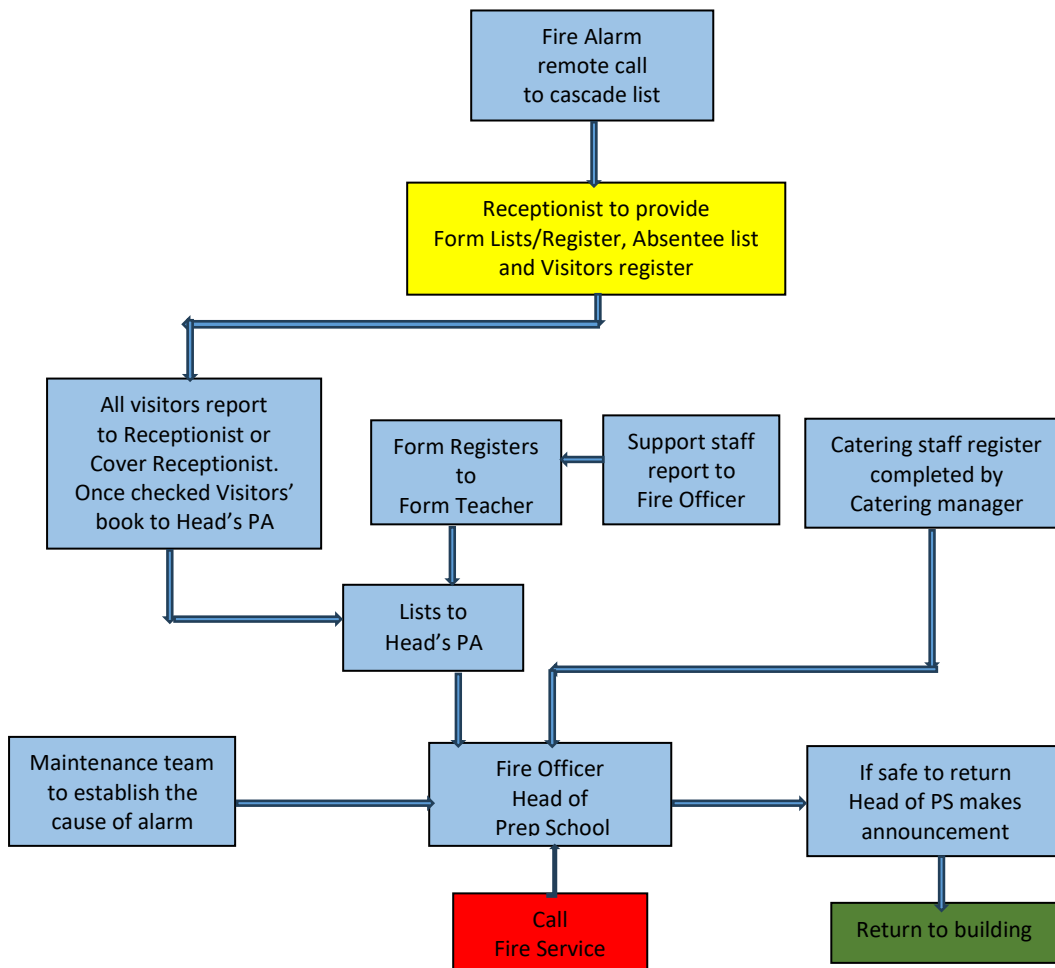 Fire Alarm
remote call
to cascade list
Receptionist to provide
Form Lists/Register, Absentee list
and Visitors register
All visitors report
to Receptionist or
Cover Receptionist.
Once checked Visitors’
book to Head’s PA
Form Registers
to
Form Teacher
Support staff
report to
Fire Officer
Catering staff register
completed by
Catering manager
Lists to
Head’s PA
Maintenance team
to establish the
cause of alarm
Fire Officer
Head of
Prep School
If safe to return
Head of PS makes
announcement
Call
Fire Service
Return to building